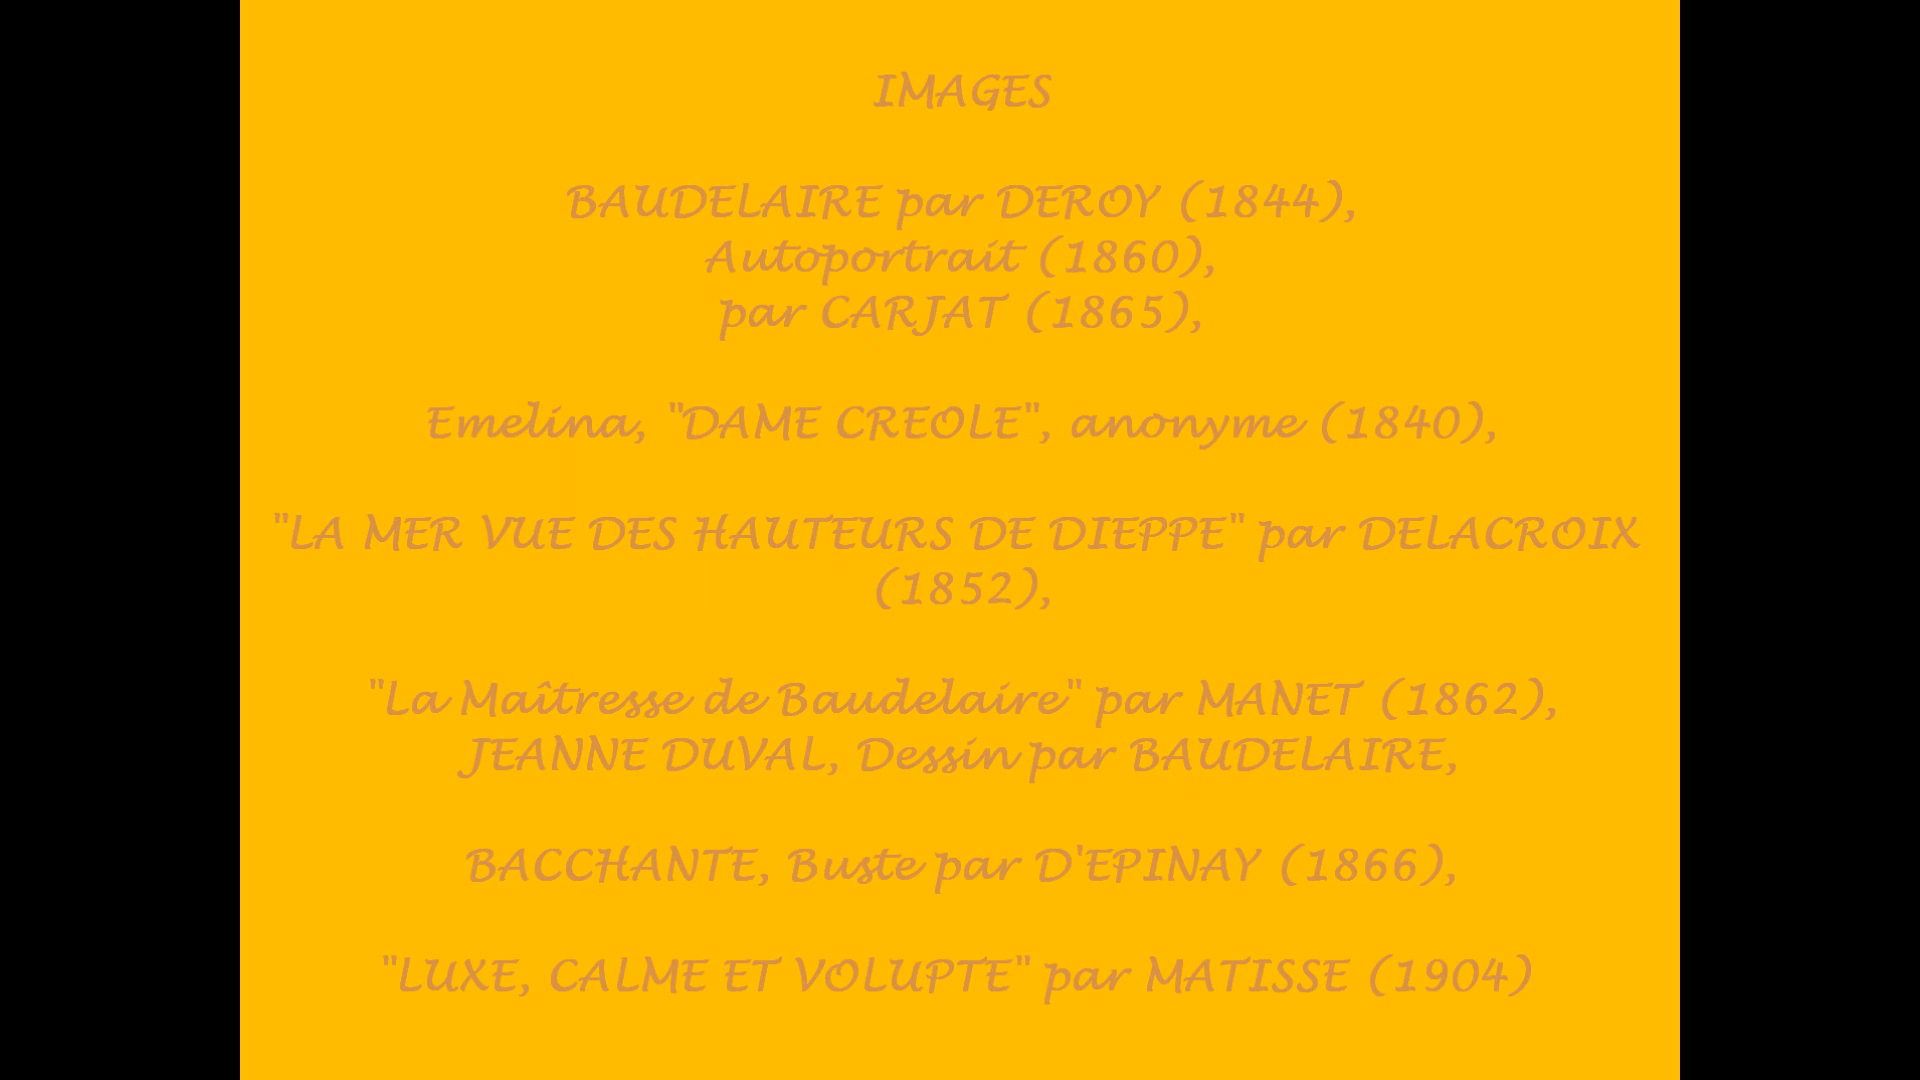 IMAGES
BAUDELAIRE par DEROY (1844),
Autoportrait (1860),
par CARJAT (1865),
Emelina, "DAME CREOLE", anonyme (1840),
"LA MER VUE DES HAUTEURS DE DIEPPE" par DELACROIX
(1852),
"La Maîtresse de Baudelaire" par MANET (1862),
JEANNE DUVAL, Dessin par BAUDELAIRE,
BACCHANTE, Buste par D'EPINAY (1866),
"LUXE, CALME ET VOLUPTE" par MATISSE (1904)